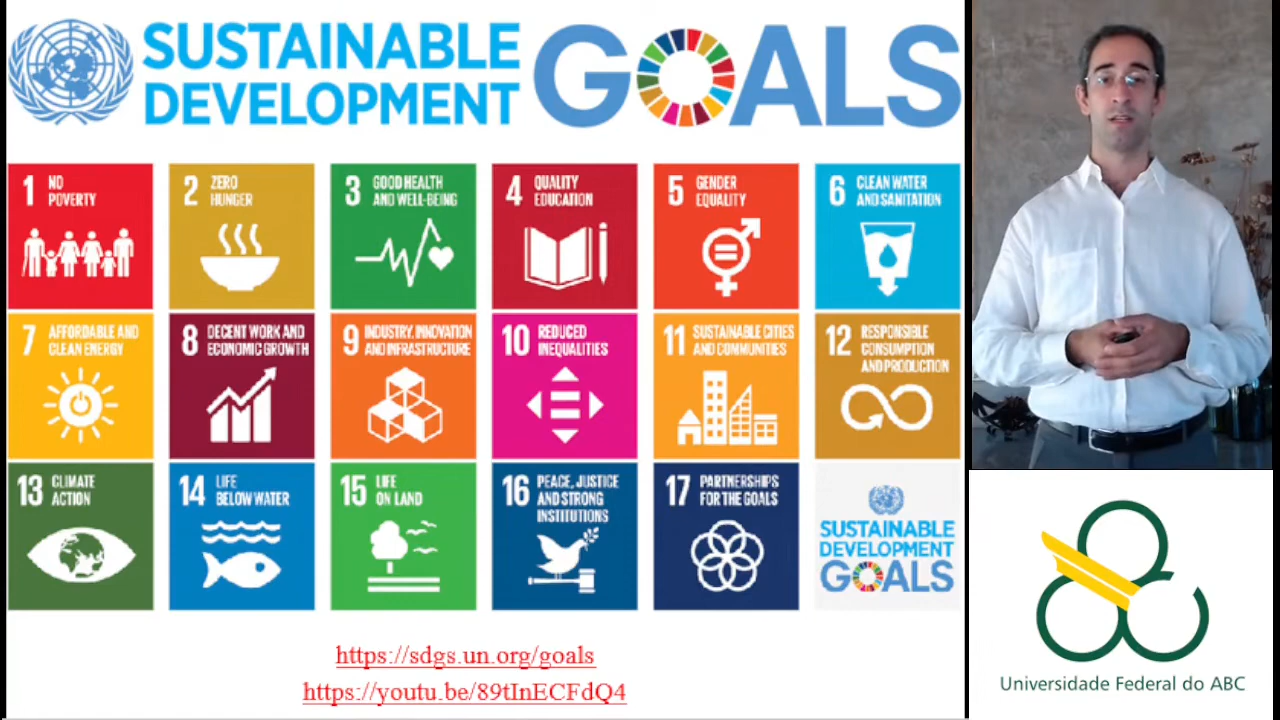 SUSTAINABLE
DEVELOPMENT
GOALS
1 NO
POVERTY
2 ZERO
HUNGER
3 GOOD HEALTH
AND WELL-BEING
4 QUALITY
EDUCATION
5 GENDER
EQUALITY
6 CLEAN WATER
AND SANITATION
7 AFFORDABLE AND
CLEAN ENERGY
8 DECENT WORK AND
ECONOMIC GROWTH
9 INDUSTRY, INNOVATION
AND INFRASTRUCTURE
10 REDUCED
INEQUALITIES
11 SUSTAINABLE CITIES
AND COMMUNITIES
12 RESPONSIBLE
CONSUMPTION
AND PRODUCTION
13 CLIMATE
ACTION
14 LIFE
BELOW WATER
15 LIFE
ON LAND
16 PEACE, JUSTICE
AND STRONG
INSTITUTIONS
17 PARTNERSHIPS
FOR THE GOALS
SUSTAINABLE
DEVELOPMENT
GOALS
https://sdgs.un.org/goals
https://youtu.be/89tInECFdQ4
Universidade Federal do ABC